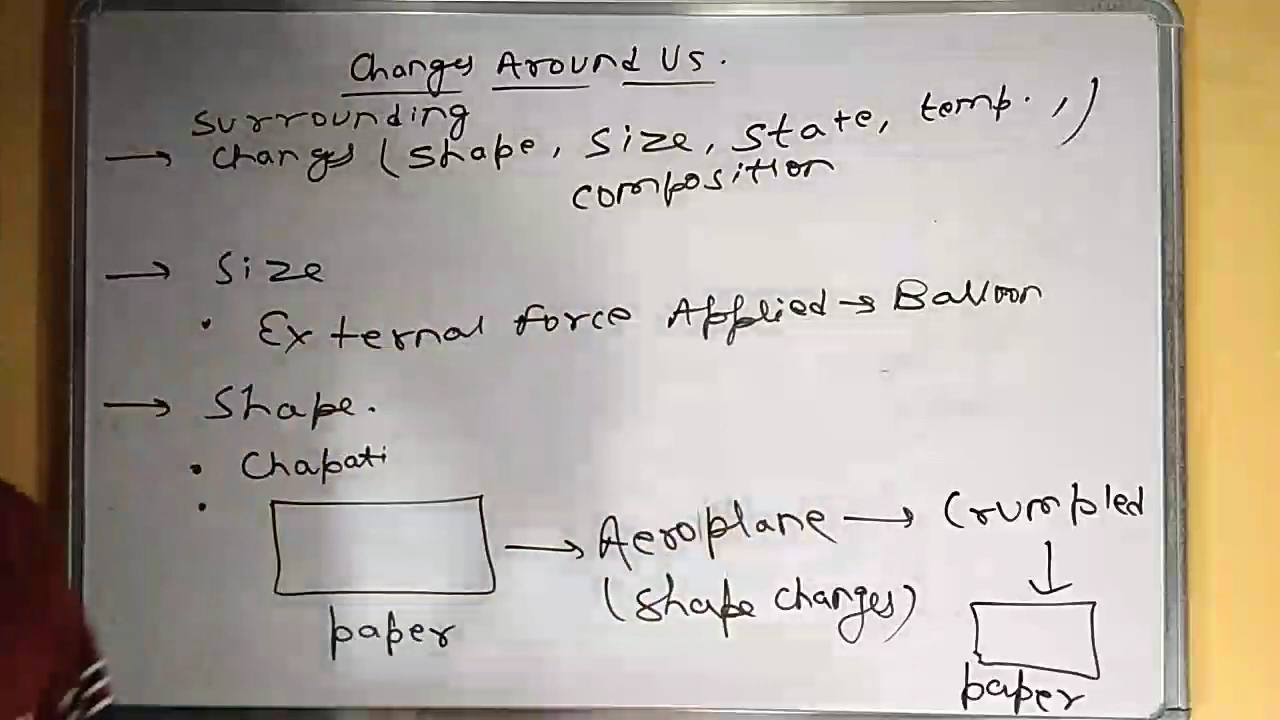 Changes Around Us.
surrounding
→ changes (shape, size, state, temp. , )
composition
→ Size
• External force Applied → Balloon
→ Shape.
• Chapati
• → Aeroplane → Crumpled
(shape changes)
paper
paper